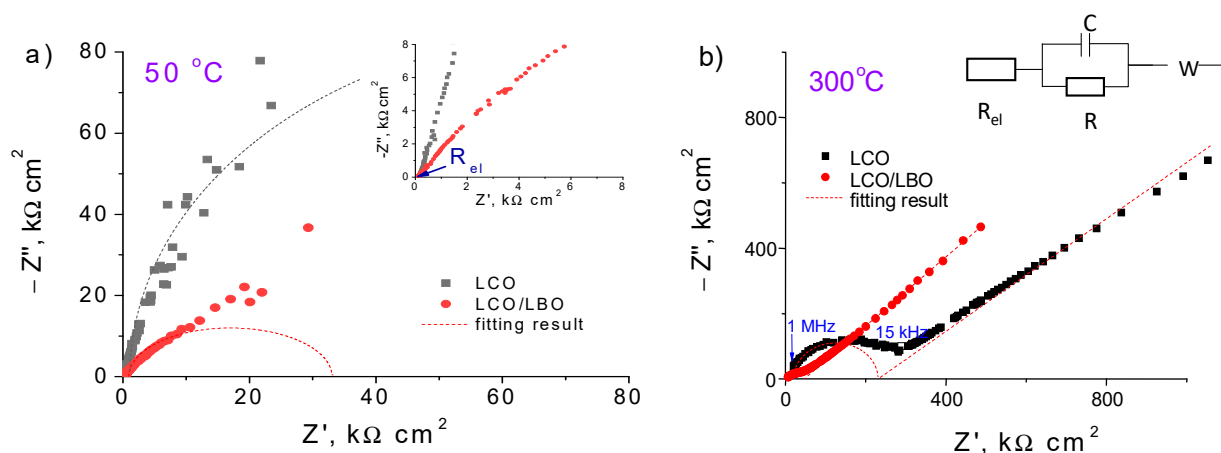 a)
50 °C
80
60
40
20
0
− Z'', kΩ cm²
0 20 40 60 80
Z', kΩ cm²
LCO
LCO/LBO
fitting result
8
6
4
2
0
-Z'', kΩ cm²
R el
0 2 4 6 8
Z', kΩ cm²
b)
300°C
C
R
R el
W
LCO
LCO/LBO
fitting result
1 MHz
15 kHz
800
400
0
− Z'', kΩ cm²
0 400 800
Z', kΩ cm²